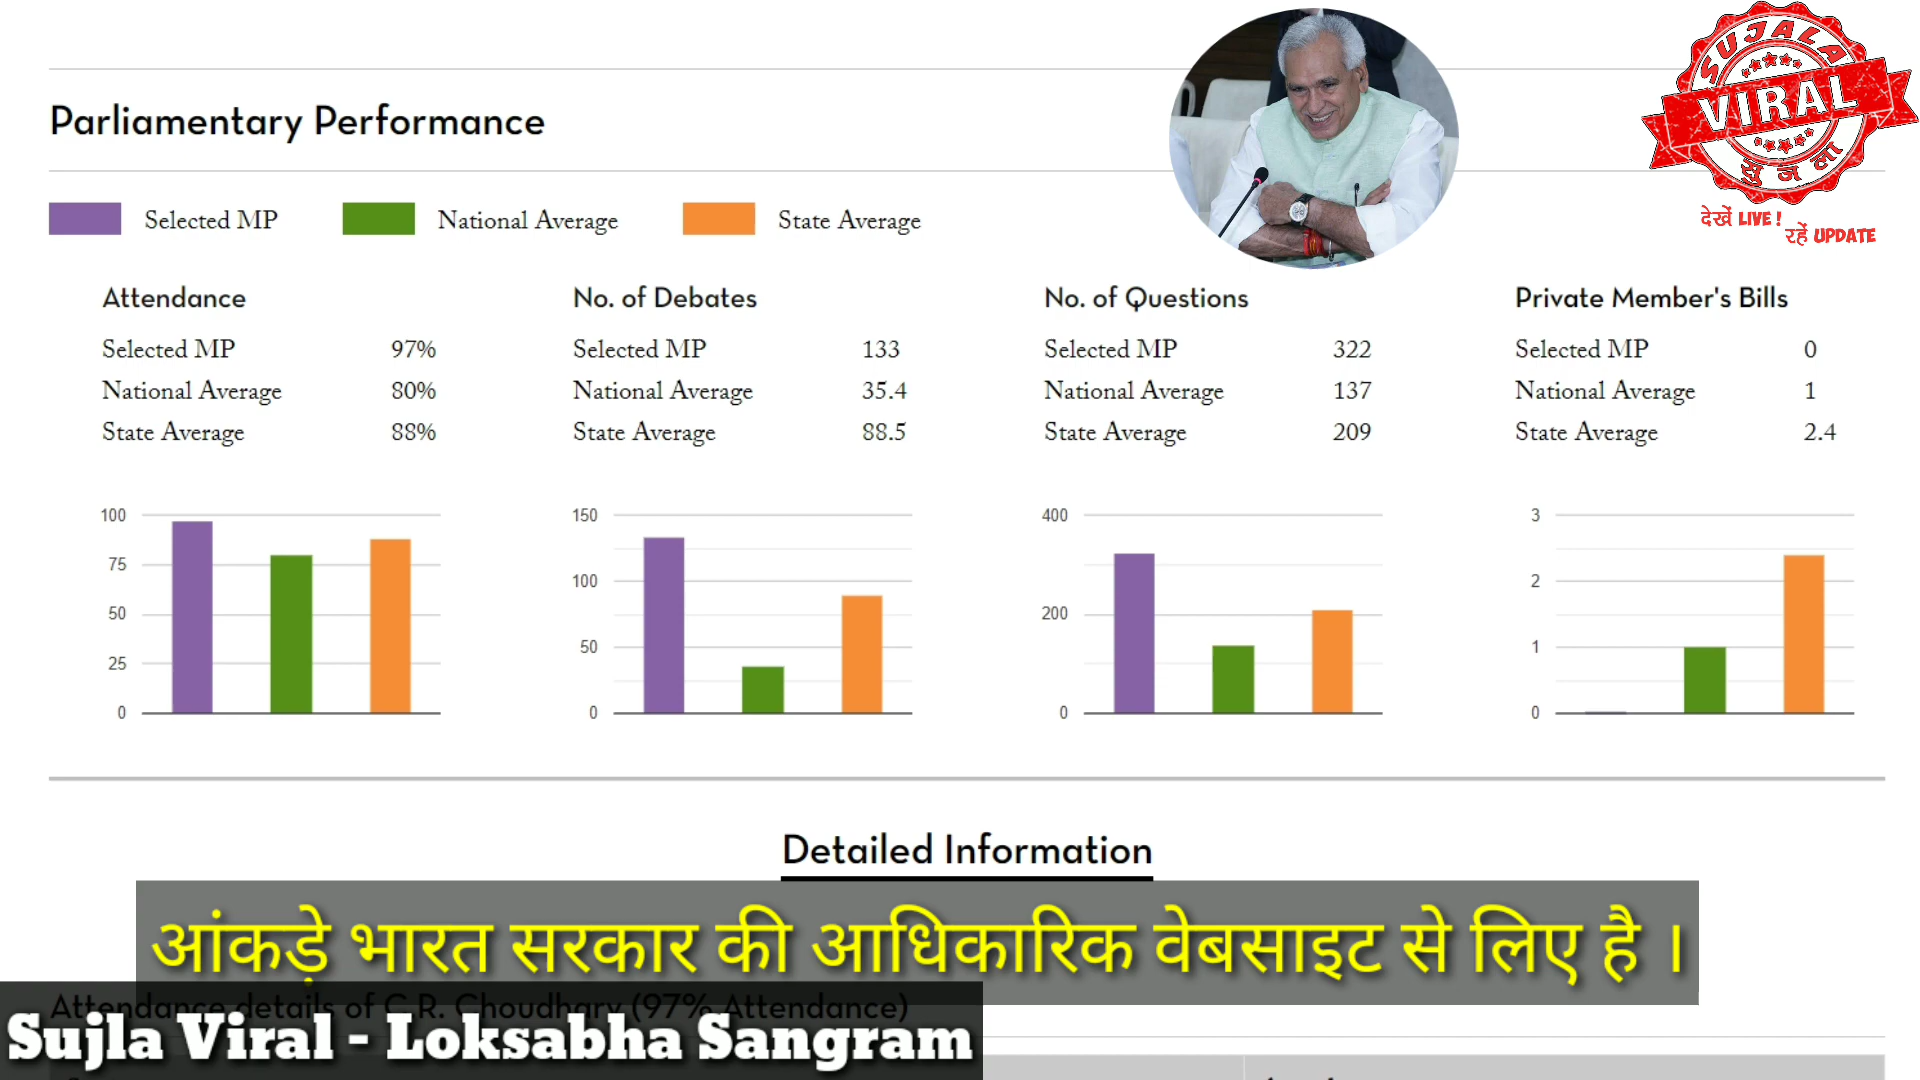 SUJALA
VIRAL
सुजला
देखें LIVE !
रहें UPDATE
Parliamentary Performance
Selected MP National Average State Average
Attendance
Selected MP 97%
National Average 80%
State Average 88%
100
75
50
25
0
No. of Debates
Selected MP 133
National Average 35.4
State Average 88.5
150
100
50
0
No. of Questions
Selected MP 322
National Average 137
State Average 209
400
200
0
Private Member's Bills
Selected MP 0
National Average 1
State Average 2.4
3
2
1
0
Detailed Information
आंकड़े भारत सरकार की आधिकारिक वेबसाइट से लिए है ।
Attendance details of C.R. Choudhary (97% Attendance)
Sujla Viral - Loksabha Sangram